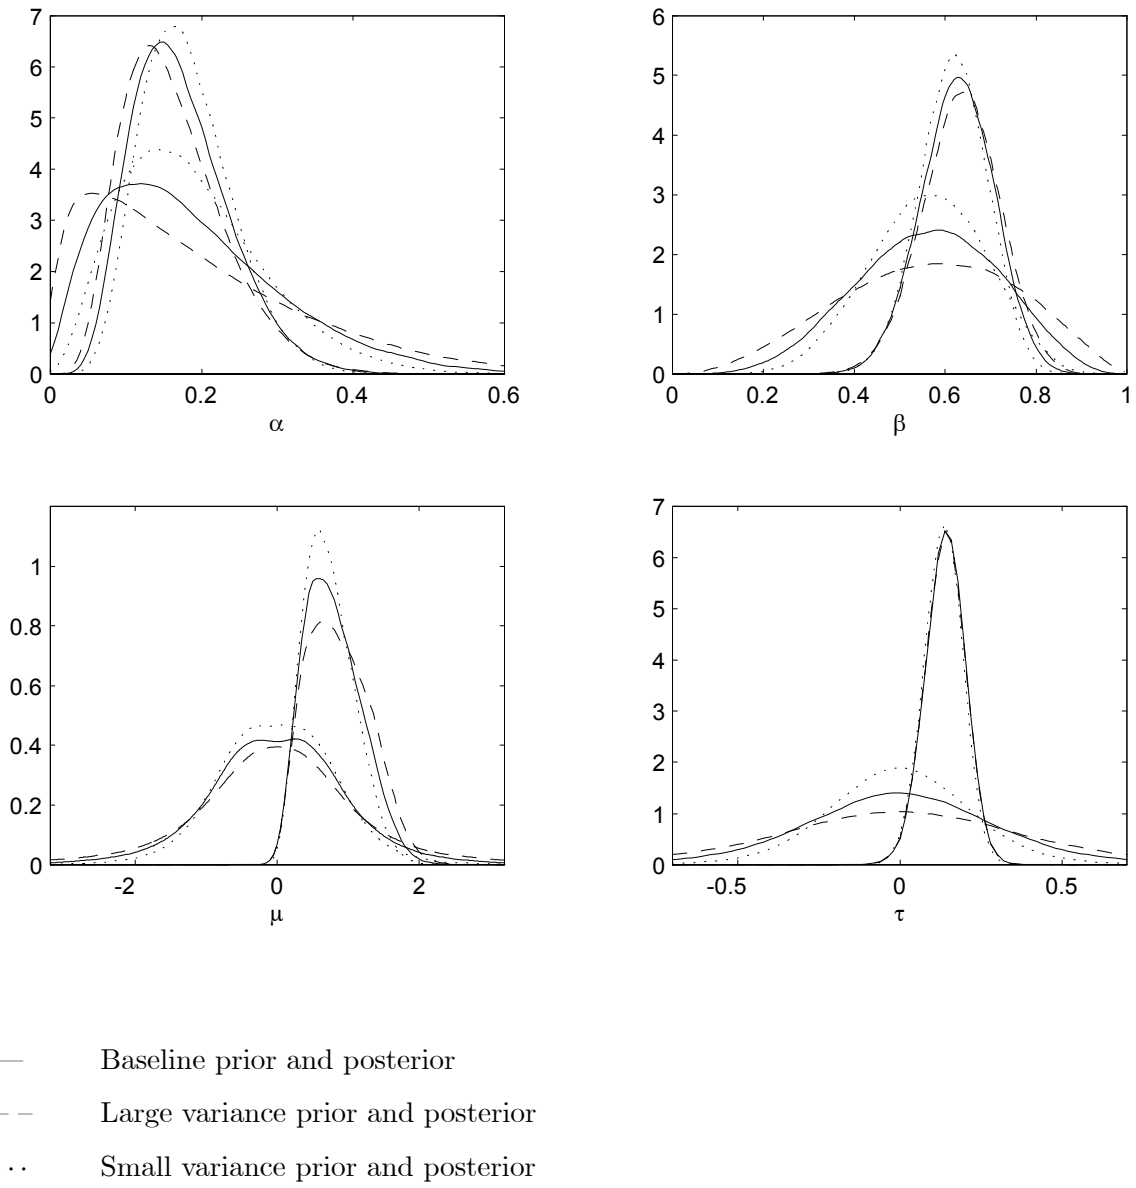 7
6
5
4
3
2
1
0
0 0.2 0.4 0.6
α
6
5
4
3
2
1
0
0 0.2 0.4 0.6 0.8 1
β
1
0.8
0.6
0.4
0.2
0
-2 0 2
μ
7
6
5
4
3
2
1
0
-0.5 0 0.5
τ
Baseline prior and posterior
Large variance prior and posterior
Small variance prior and posterior